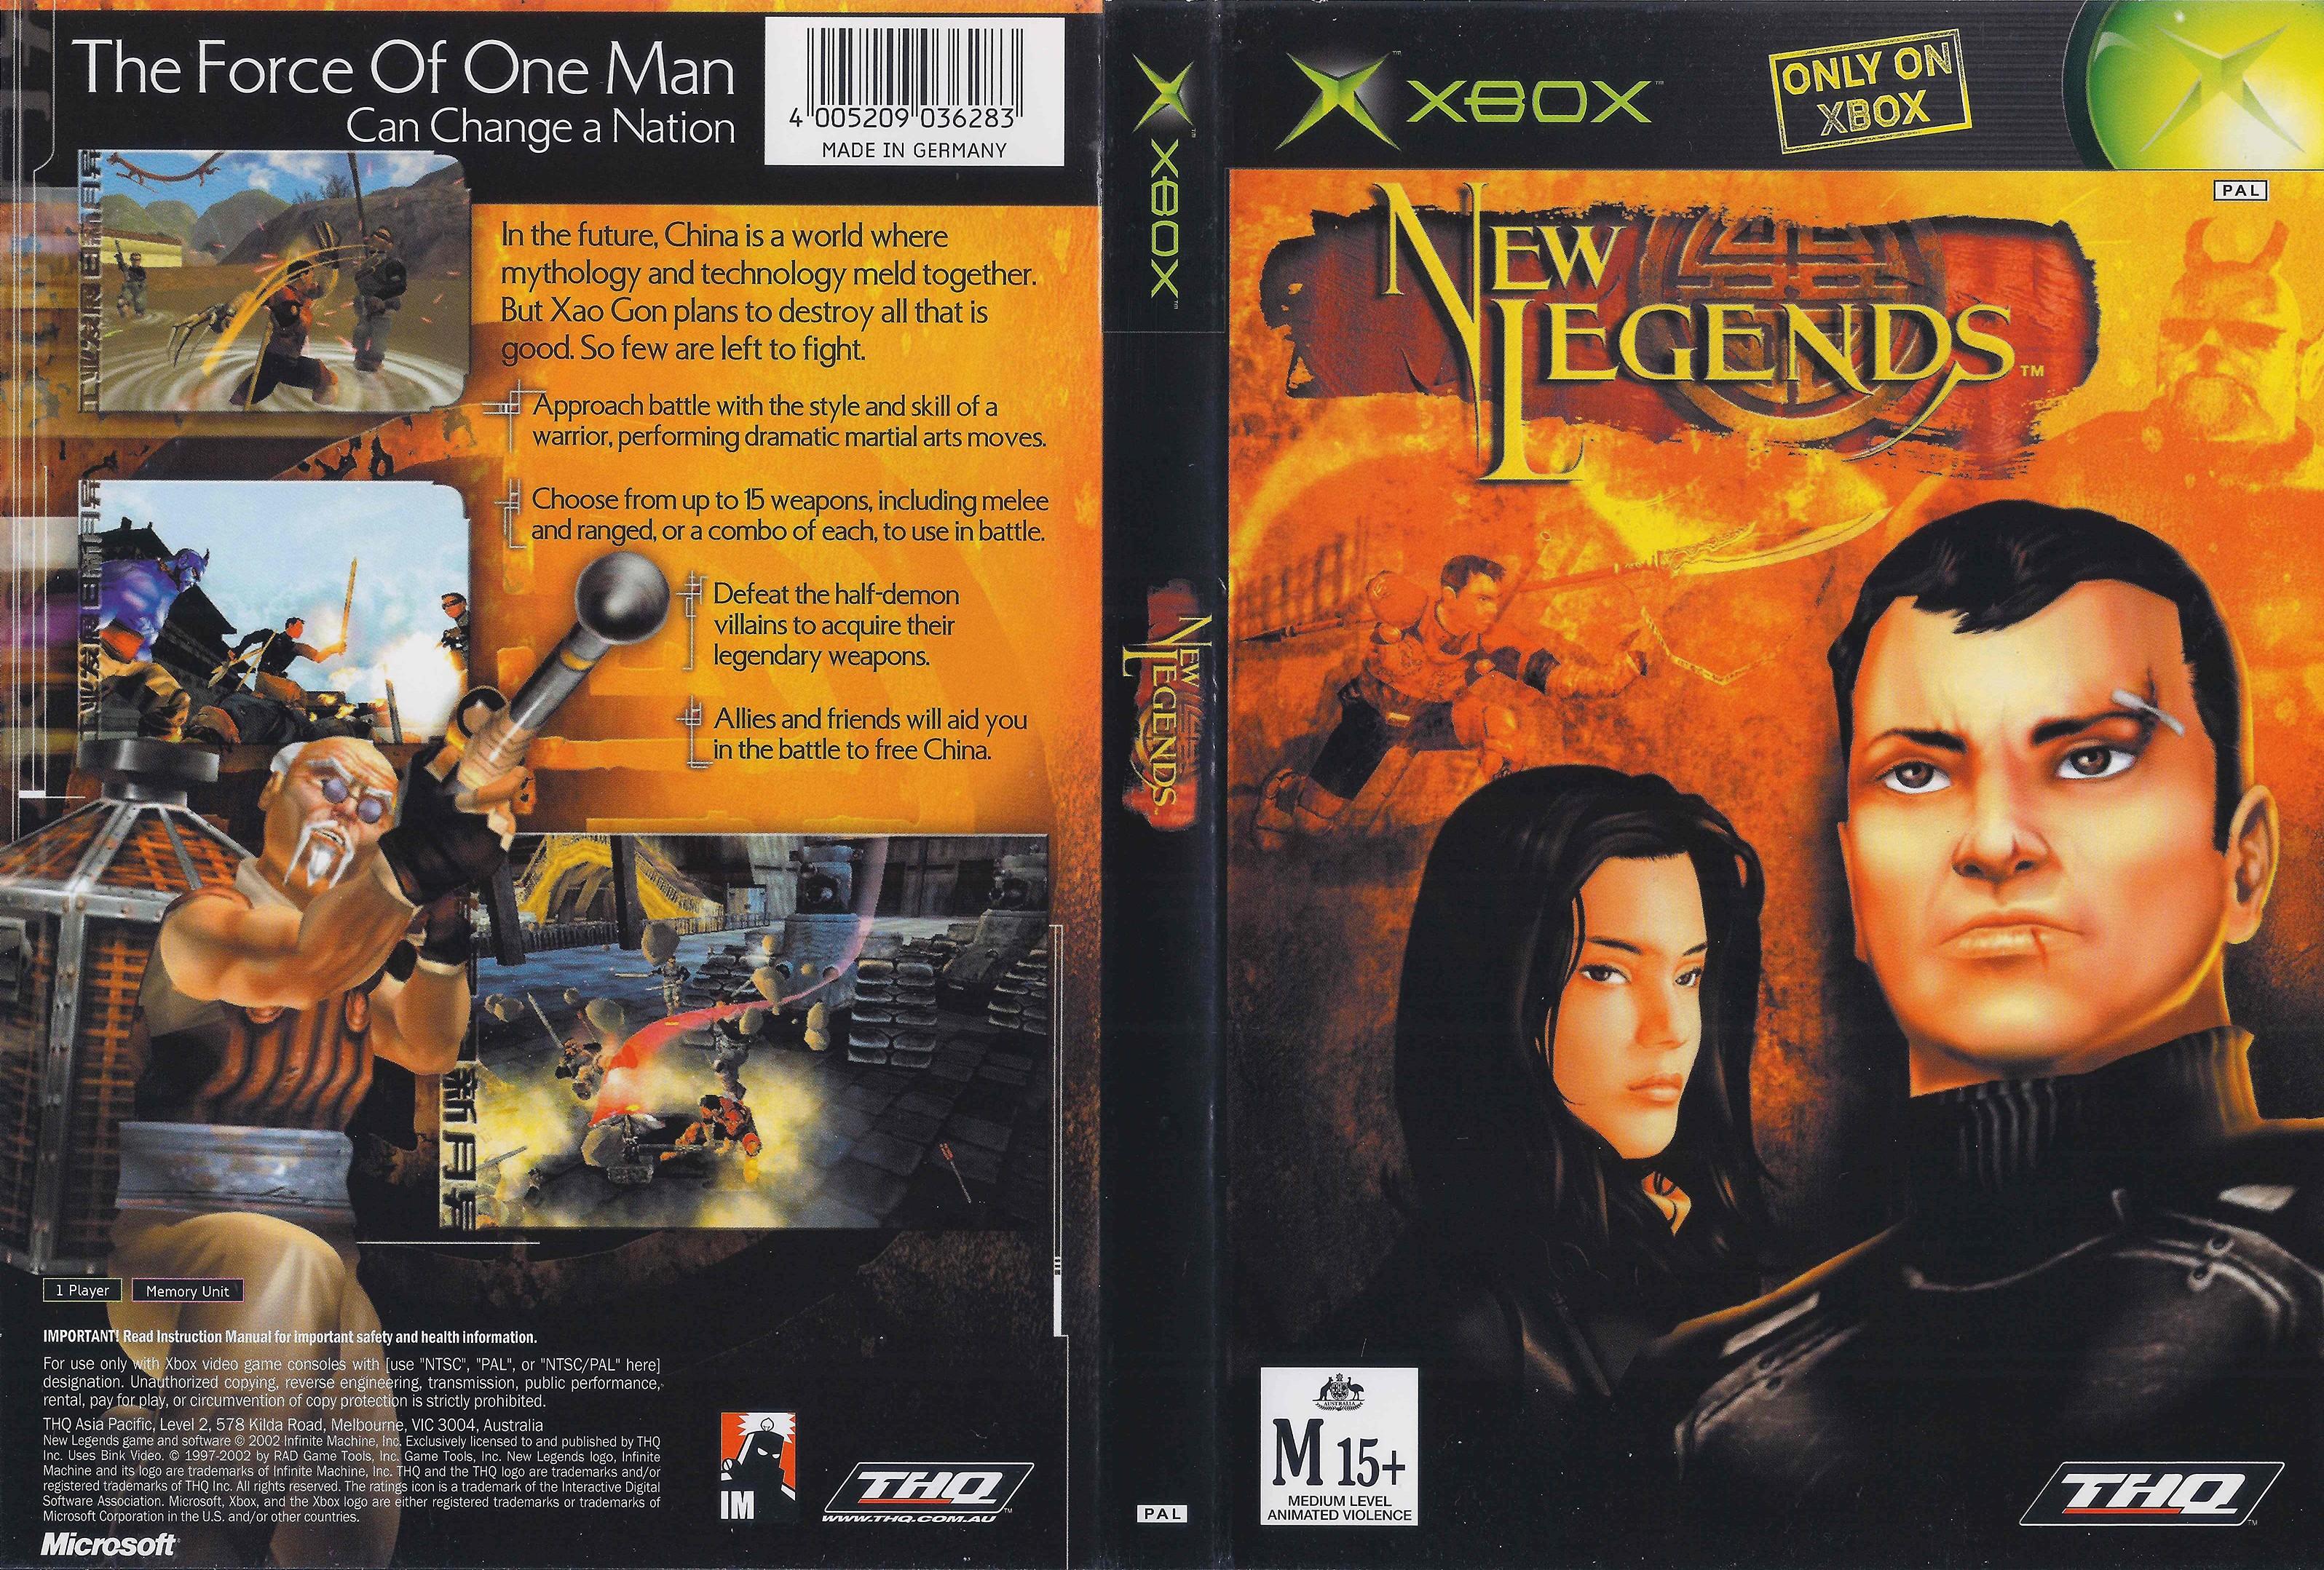 The Force Of One Man
Can Change a Nation
4 005209 036283
MADE IN GERMANY
In the future, China is a world where
mythology and technology meld together.
But Xao Gon plans to destroy all that is
good. So few are left to fight.
Approach battle with the style and skill of a
warrior, performing dramatic martial arts moves.
Choose from up to 15 weapons, including melee
and ranged, or a combo of each, to use in battle.
Defeat the half-demon
villains to acquire their
legendary weapons.
Allies and friends will aid you
in the battle to free China.
1 Player
Memory Unit
IMPORTANT! Read Instruction Manual for important safety and health information.
For use only with Xbox video game consoles with [use "NTSC", "PAL", or "NTSC/PAL" here]
designation. Unauthorized copying, reverse engineering, transmission, public performance,
rental, pay for play, or circumvention of copy protection is strictly prohibited.
THQ Asia Pacific, Level 2, 578 Kilda Road, Melbourne, VIC 3004, Australia
New Legends game and software © 2002 Infinite Machine, Inc. Exclusively licensed to and published by THQ
Inc. Uses Bink Video. © 1997-2002 by RAD Game Tools, Inc. Game Tools, Inc. New Legends logo, Infinite
Machine and its logo are trademarks of Infinite Machine, Inc. THQ and the THQ logo are trademarks and/or
registered trademarks of THQ Inc. All rights reserved. The ratings icon is a trademark of the Interactive Digital
Software Association. Microsoft, Xbox, and the Xbox logo are either registered trademarks or trademarks of
Microsoft Corporation in the U.S. and/or other countries.
Microsoft
IM
THQ™
WWW.THQ.COM.AU
XBOX™
NEW
LEGENDS
PAL
XBOX™
ONLY ON
XBOX
PAL
NEW
LEGENDS™
AUSTRALIA
M 15+
MEDIUM LEVEL
ANIMATED VIOLENCE
THQ™